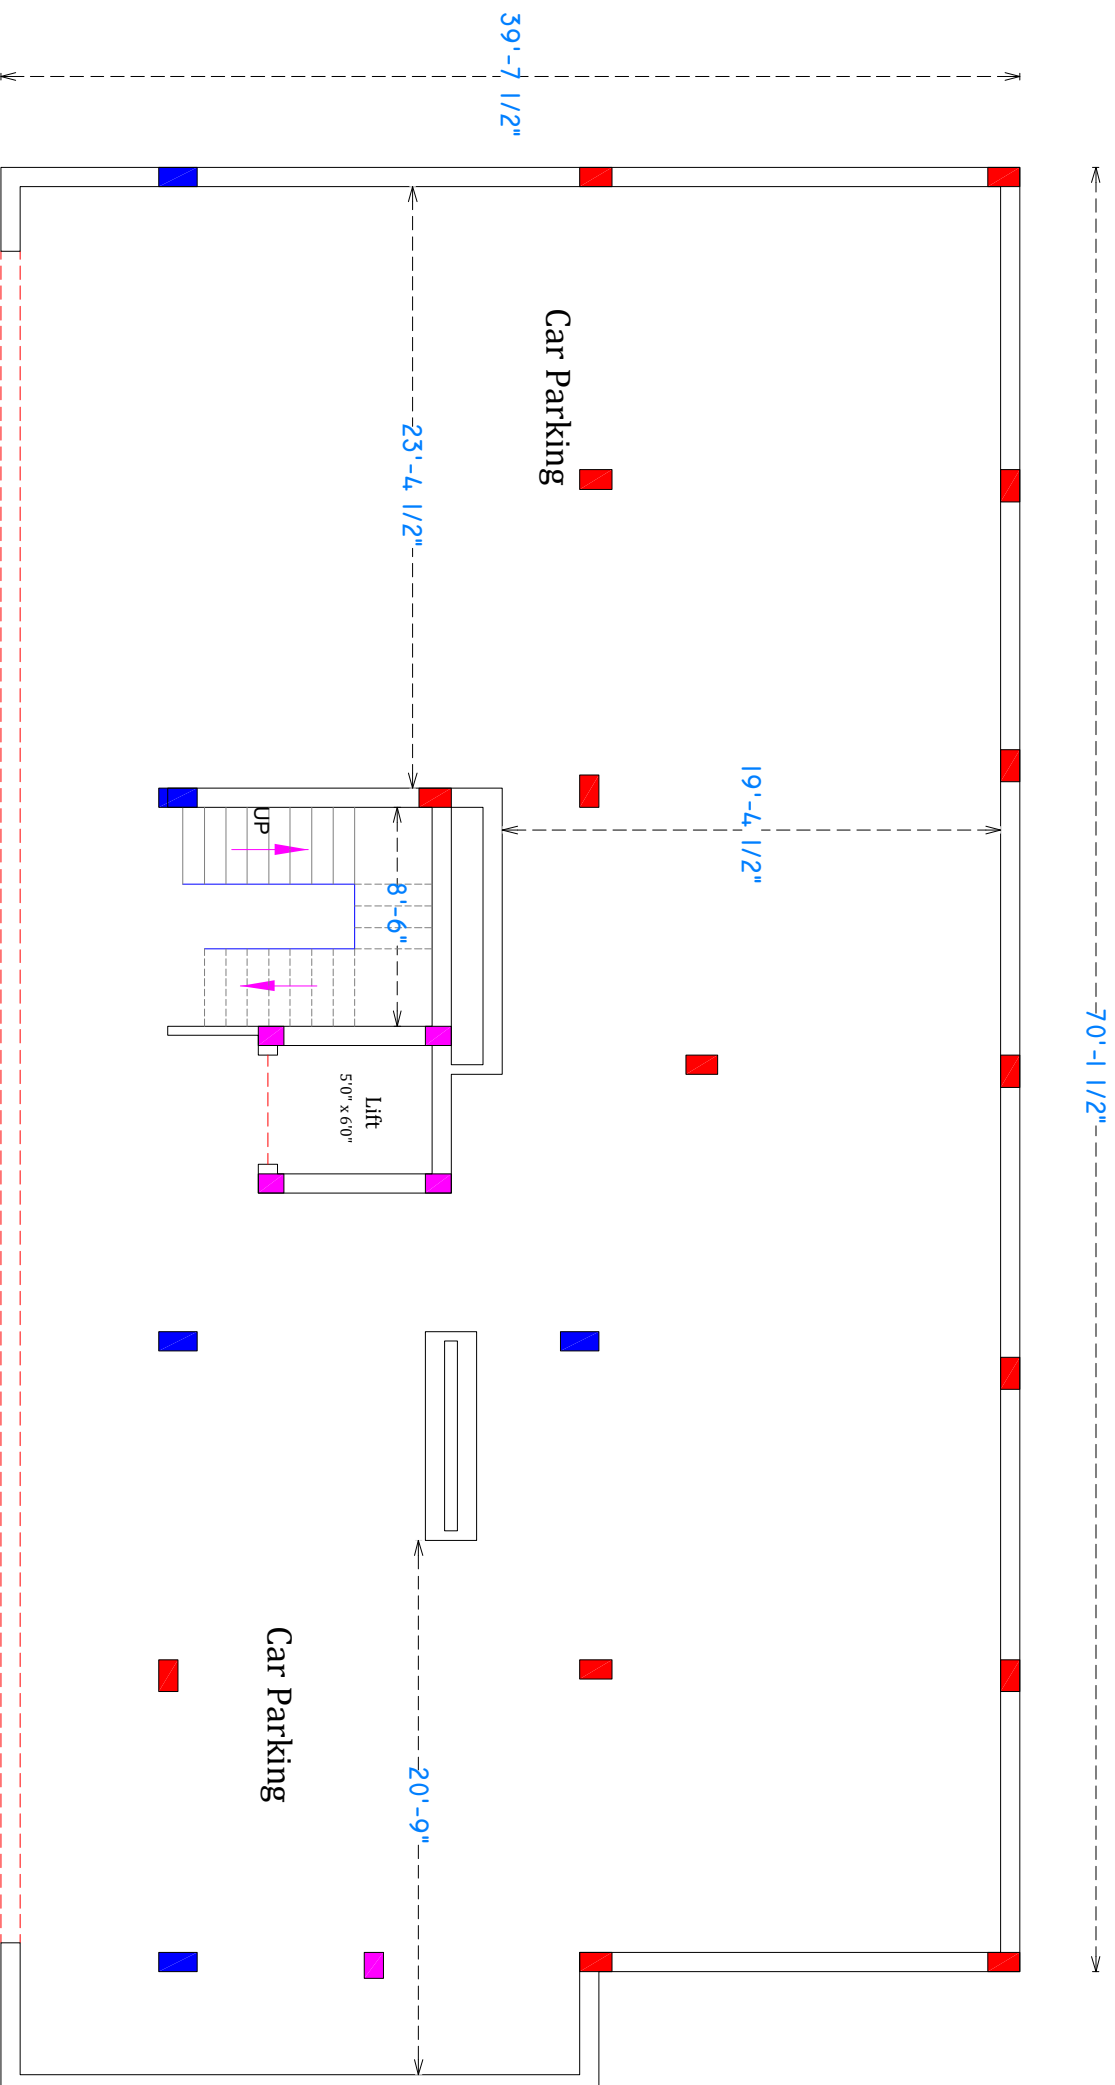 39'-7 1/2"
70'-1 1/2"
Car Parking
23'-4 1/2"
19'-4 1/2"
UP
8'-6"
Lift
5'0" x 6'0"
Car Parking
20'-9"